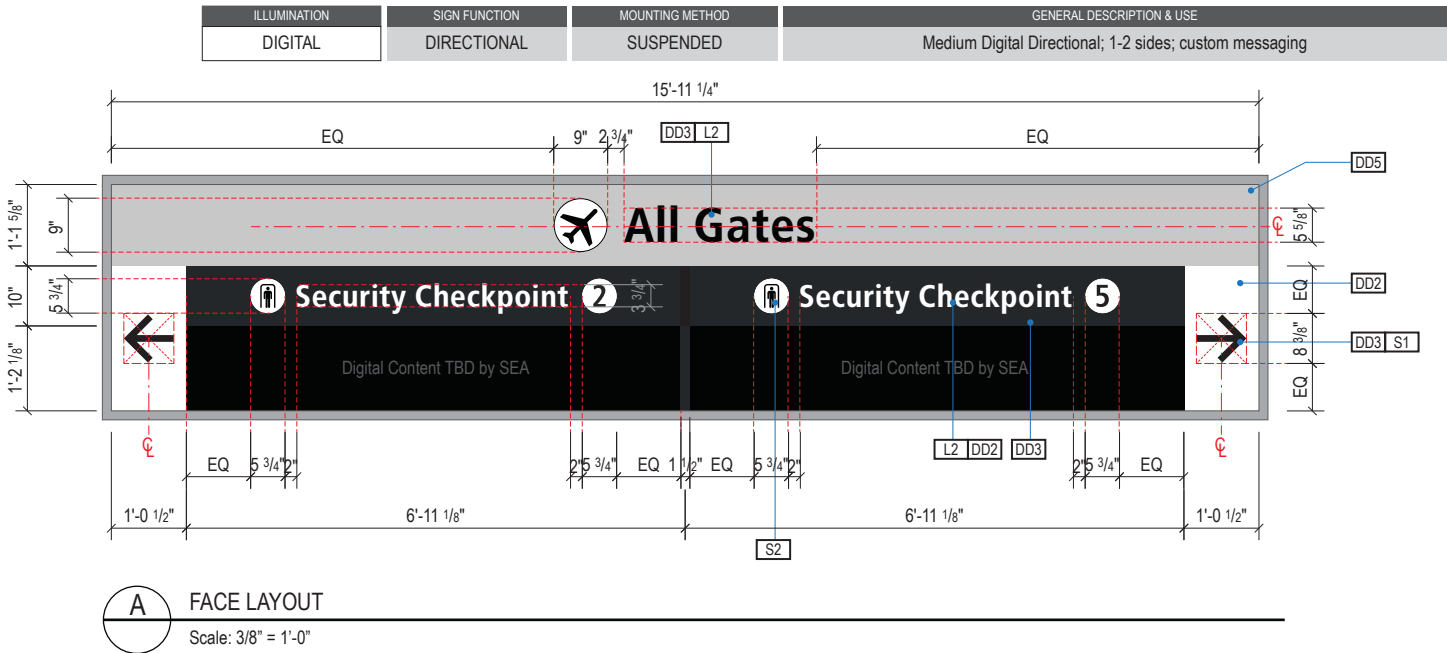 ILLUMINATION SIGN FUNCTION MOUNTING METHOD GENERAL DESCRIPTION & USE
DIGITAL DIRECTIONAL SUSPENDED Medium Digital Directional; 1-2 sides; custom messaging
15'-11 1/4"
EQ 9" 2 3/4" DD3 L2 EQ
DD5
1'-1 5/8" 9" All Gates ℄ 5 5/8"
10" 5 3/4" Security Checkpoint 2 3 3/4" Security Checkpoint 5 EQ DD2
8 3/8" DD3 S1
1'-2 1/8" Digital Content TBD by SEA Digital Content TBD by SEA EQ
℄ L2 DD2 DD3 ℄
EQ 5 3/4" 2" 2" 5 3/4" EQ 1 1/2" EQ 5 3/4" 2" 2" 5 3/4" EQ
1'-0 1/2" 6'-11 1/8" 6'-11 1/8" 1'-0 1/2"
S2
A FACE LAYOUT
Scale: 3/8” = 1’-0”